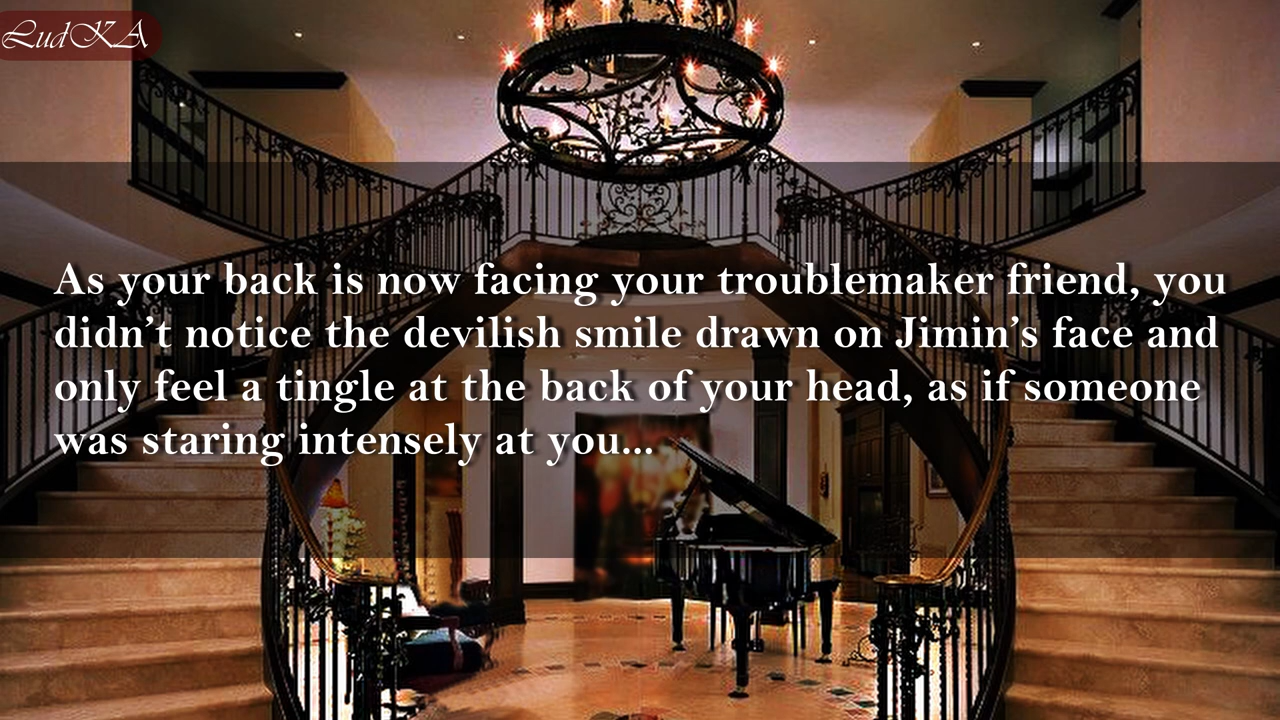 LudKA
As your back is now facing your troublemaker friend, you
didn’t notice the devilish smile drawn on Jimin’s face and
only feel a tingle at the back of your head, as if someone
was staring intensely at you...